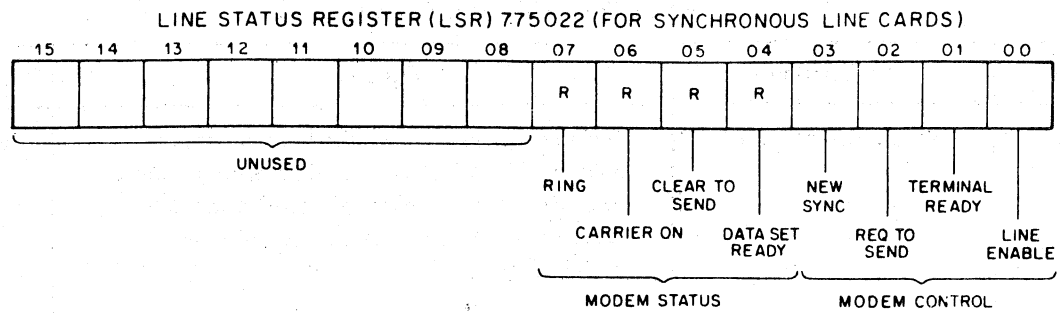 LINE STATUS REGISTER (LSR) 775022 (FOR SYNCHRONOUS LINE CARDS)
15 14 13 12 11 10 09 08 07 06 05 04 03 02 01 00
R R R R
UNUSED
RING
CLEAR TO
SEND
NEW
SYNC
TERMINAL
READY
CARRIER ON
DATA SET
READY
REQ TO
SEND
LINE
ENABLE
MODEM STATUS
MODEM CONTROL